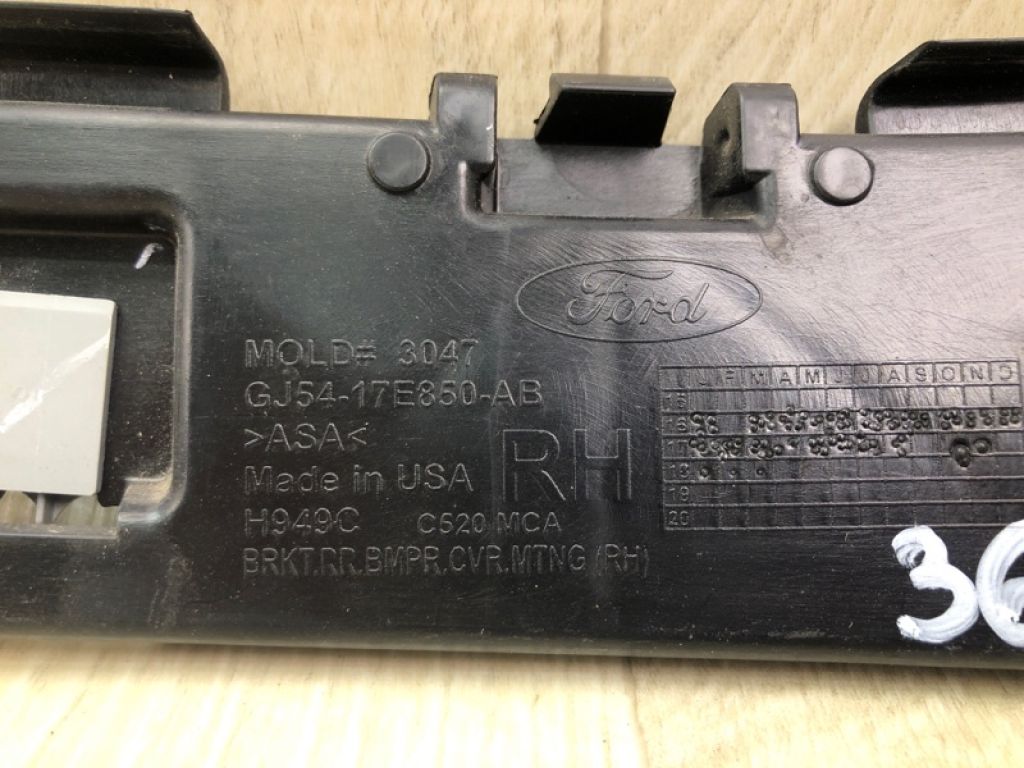 Ford
MOLD# 3047
GJ54-17E850-AB
>ASA<
RH
Made in USA
H949C C520 MCA
BRKT.RR.BMPR.CVR.MTNG (RH)
J F M A M J J A S O N D
15
16
17
18
19
20